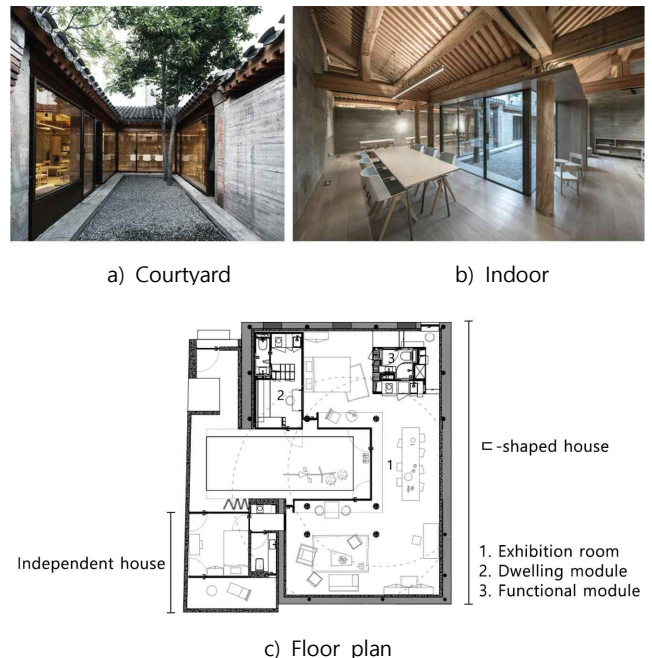 a) Courtyard
b) Indoor
2
3
1
ㄷ-shaped house
Independent house
1. Exhibition room
2. Dwelling module
3. Functional module
c) Floor plan